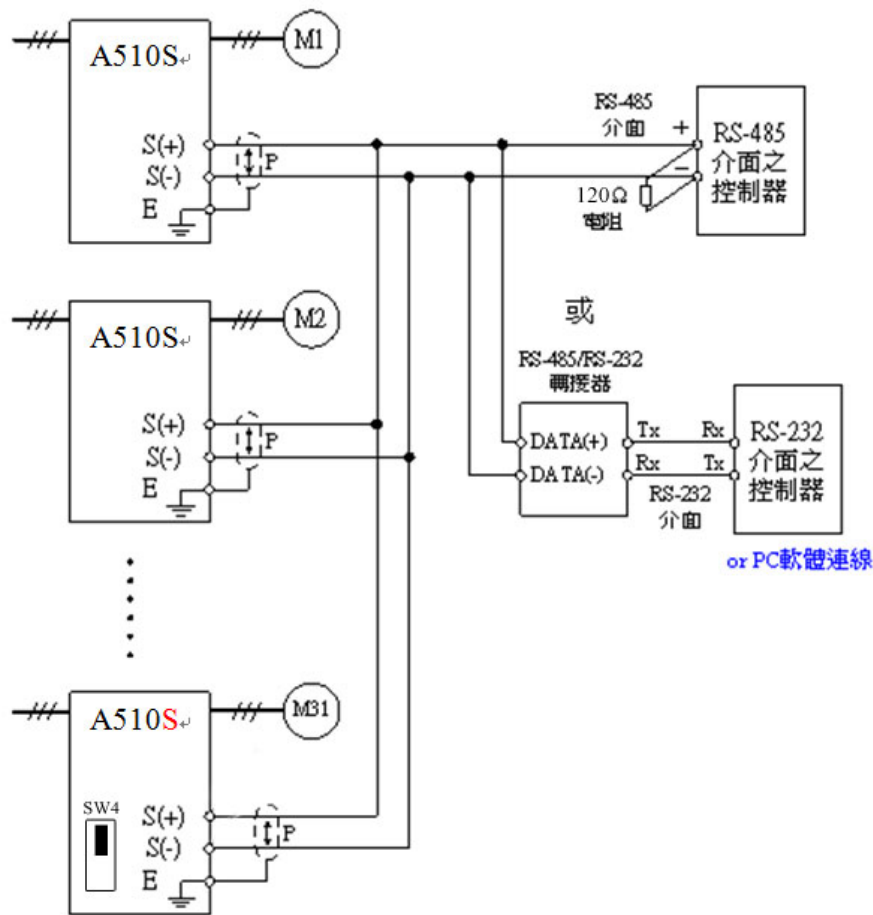 A510S↵
M1
S(+)
S(-)
E
P
RS-485
介面
+
−
120Ω
電阻
RS-485
介面之
控制器
A510S↵
M2
S(+)
S(-)
E
P
或
RS-485/RS-232
轉接器
DATA(+)
DATA(-)
Tx
Rx
Rx
Tx
RS-232
介面
RS-232
介面之
控制器
or PC軟體連線
A510S↵
M31
SW4
S(+)
S(-)
E
P